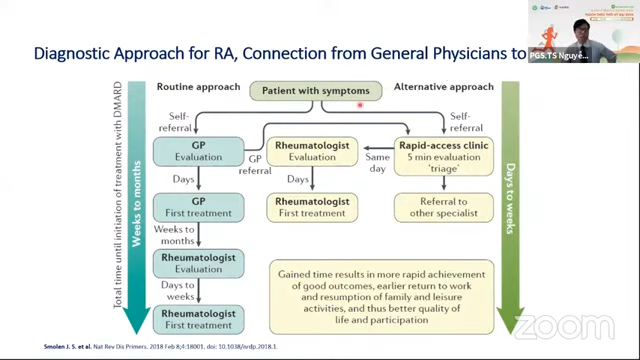 Diagnostic Approach for RA, Connection from General Physicians to
PGS.TS Nguyễ...
Routine approach
Patient with symptoms
Alternative approach
Self-
referral
Self-
referral
GP
Evaluation
GP
referral
Rheumatologist
Evaluation
Same
day
Rapid-access clinic
5 min evaluation
'triage'
Days
Days
GP
First treatment
Rheumatologist
First treatment
Referral to
other specialist
Weeks to
months
Rheumatologist
Evaluation
Days to
weeks
Rheumatologist
First treatment
Gained time results in more rapid achievement
of good outcomes, earlier return to work
and resumption of family and leisure
activities, and thus better quality of
life and participation
Total time until initiation of treatment with DMARD
Weeks to months
Days to weeks
zoom
Smolen J. S. et al. Nat Rev Dis Primers. 2018 Feb 8;4:18001. doi: 10.1038/nrdp.2018.1.